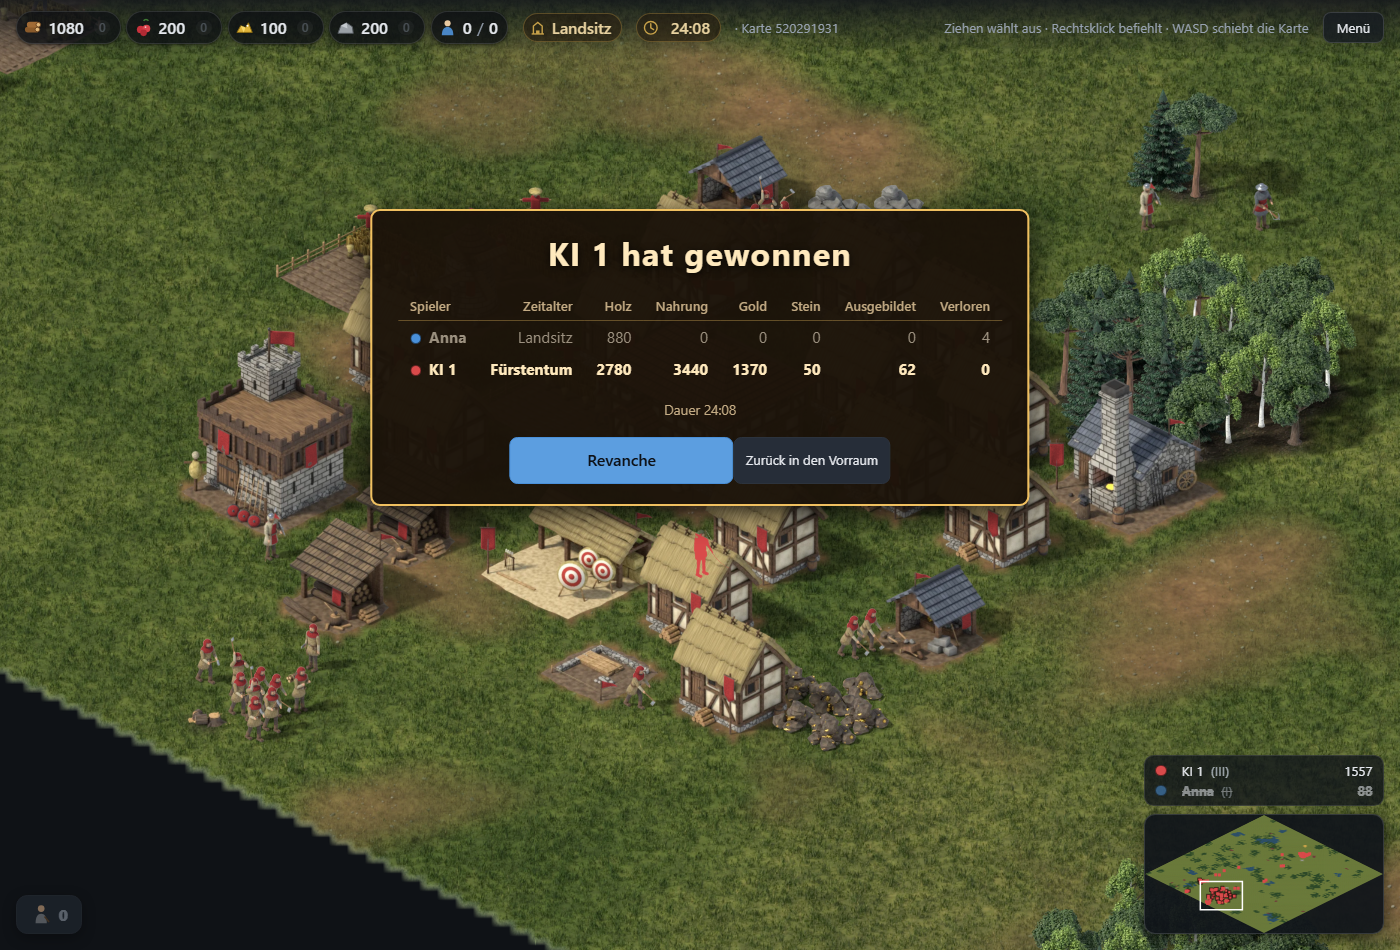 1080 0 200 0 100 0 200 0 0 / 0 Landsitz 24:08 · Karte 520291931 Ziehen wählt aus · Rechtsklick befiehlt · WASD schiebt die Karte Menü
KI 1 hat gewonnen
Spieler Zeitalter Holz Nahrung Gold Stein Ausgebildet Verloren
Anna Landsitz 880 0 0 0 0 4
KI 1 Fürstentum 2780 3440 1370 50 62 0
Dauer 24:08
Revanche Zurück in den Vorraum
KI 1 (III) 1557
Anna (I) 88
0